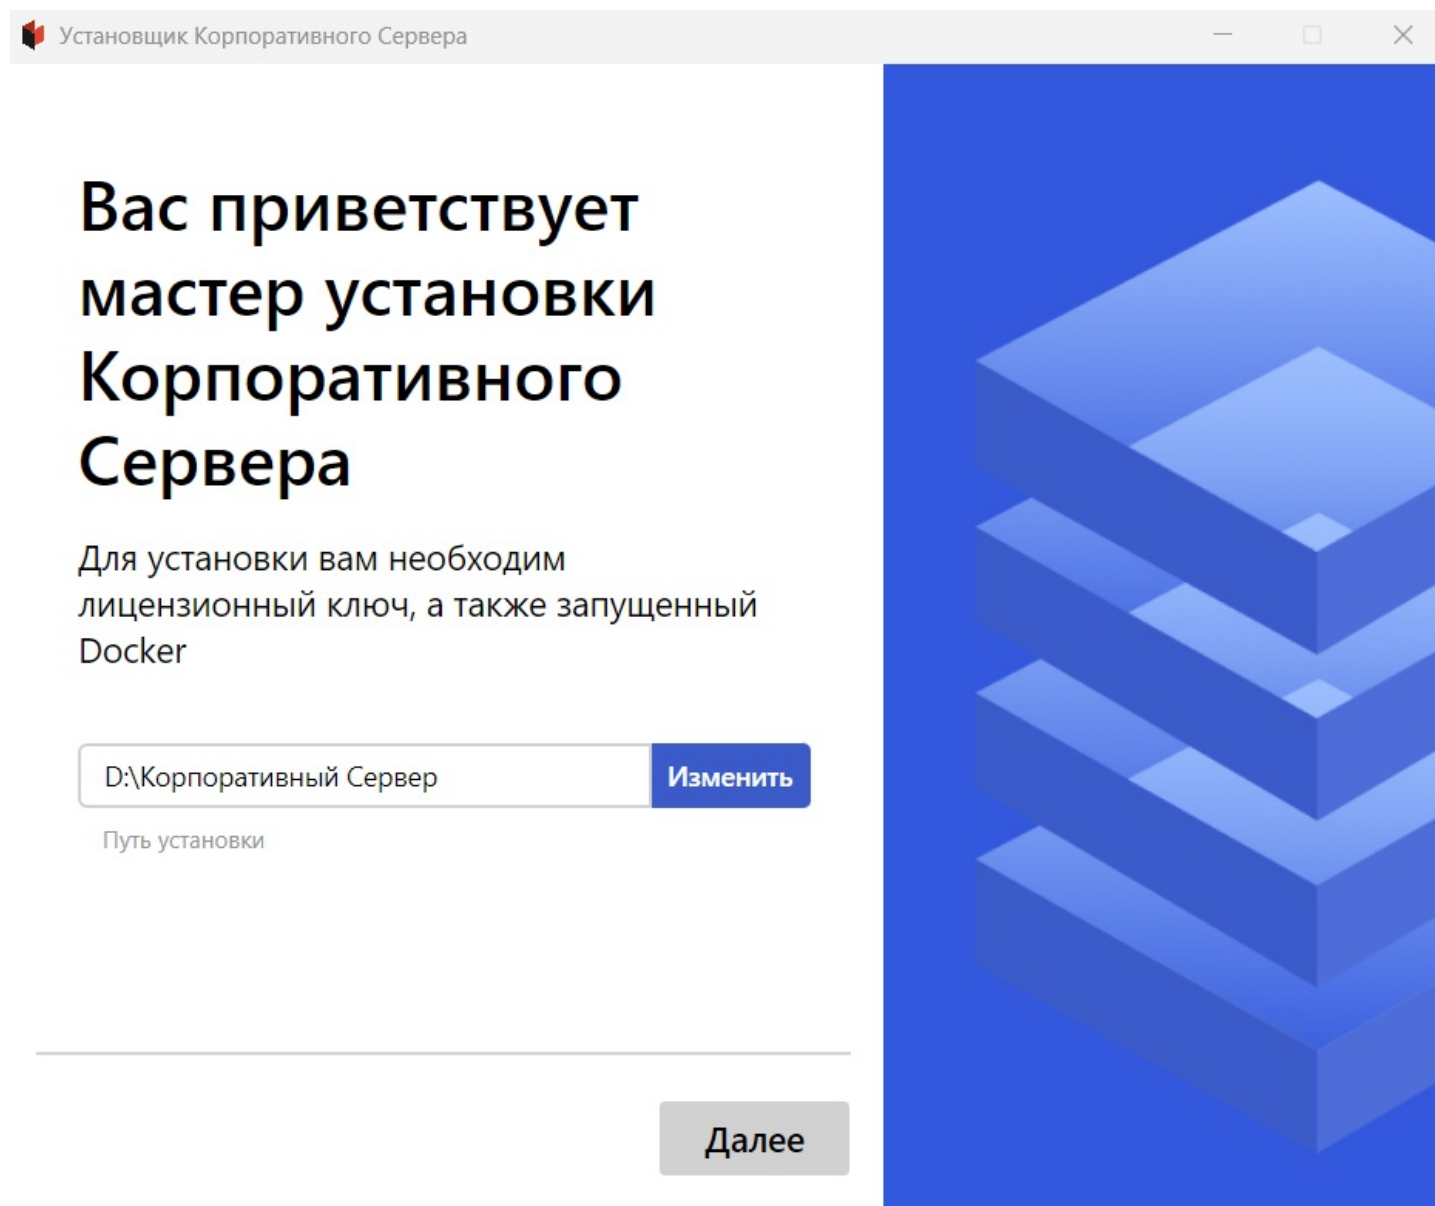 Установщик Корпоративного Сервера
Вас приветствует
мастер установки
Корпоративного
Сервера
Для установки вам необходим
лицензионный ключ, а также запущенный
Docker
D:\Корпоративный Сервер
Изменить
Путь установки
Далее